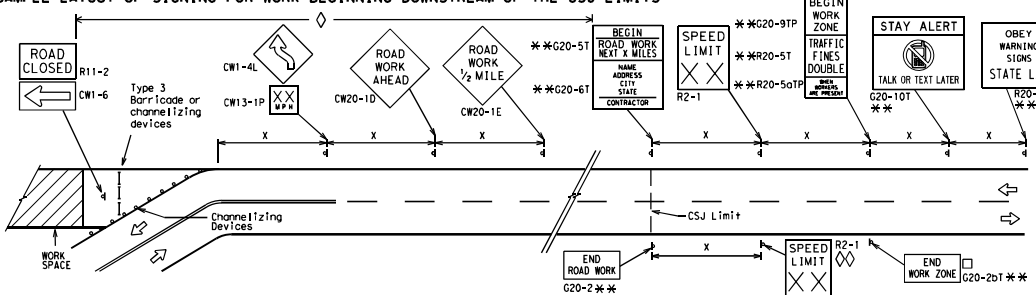 SAMPLE LAYOUT OF SIGNING FOR WORK BEGINNING DOWNSTREAM OF THE CSJ LIMITS
ROAD
CLOSED
R11-2
CW1-6
Type 3
Barricade or
channelizing
devices
CW1-4L
XX
MPH
CW13-1P
ROAD
WORK
AHEAD
CW20-1D
ROAD
WORK
1/2 MILE
CW20-1E
**G20-5T
**G20-6T
BEGIN
ROAD WORK
NEXT X MILES
NAME
ADDRESS
CITY
STATE
CONTRACTOR
SPEED
LIMIT
XX
R2-1
**G20-9TP
**R20-5T
**R20-5aTP
BEGIN
WORK
ZONE
TRAFFIC
FINES
DOUBLE
WHEN
WORKERS
ARE PRESENT
STAY ALERT
TALK OR TEXT LATER
G20-10T
**
OBEY
WARNING
SIGNS
STATE L
R20-
**
X X X X X X
Channelizing
Devices
WORK
SPACE
CSJ Limit
END
ROAD WORK
G20-2**
X
SPEED
LIMIT
XX
R2-1
END
WORK ZONE
G20-2bT**